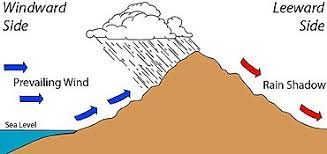 Windward
Side
Leeward
Side
Prevailing Wind
Rain Shadow
Sea Level